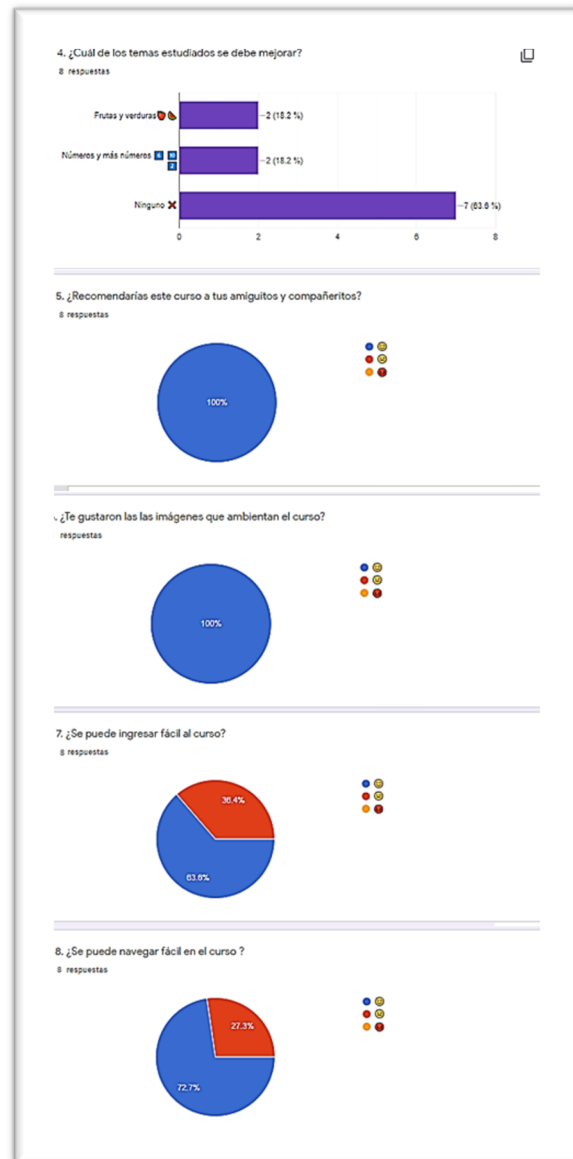 4. ¿Cuál de los temas estudiados se debe mejorar?
8 respuestas
Frutas y verduras
2 (18.2 %)
Números y más números
2 (18.2 %)
Ninguno
7 (63.6 %)
0 2 4 6 8
5. ¿Recomendarías este curso a tus amiguitos y compañeritos?
8 respuestas
100%
. ¿Te gustaron las las imágenes que ambientan el curso?
respuestas
100%
7. ¿Se puede ingresar fácil al curso?
8 respuestas
36.4%
63.6%
8. ¿Se puede navegar fácil en el curso ?
8 respuestas
27.3%
72.7%